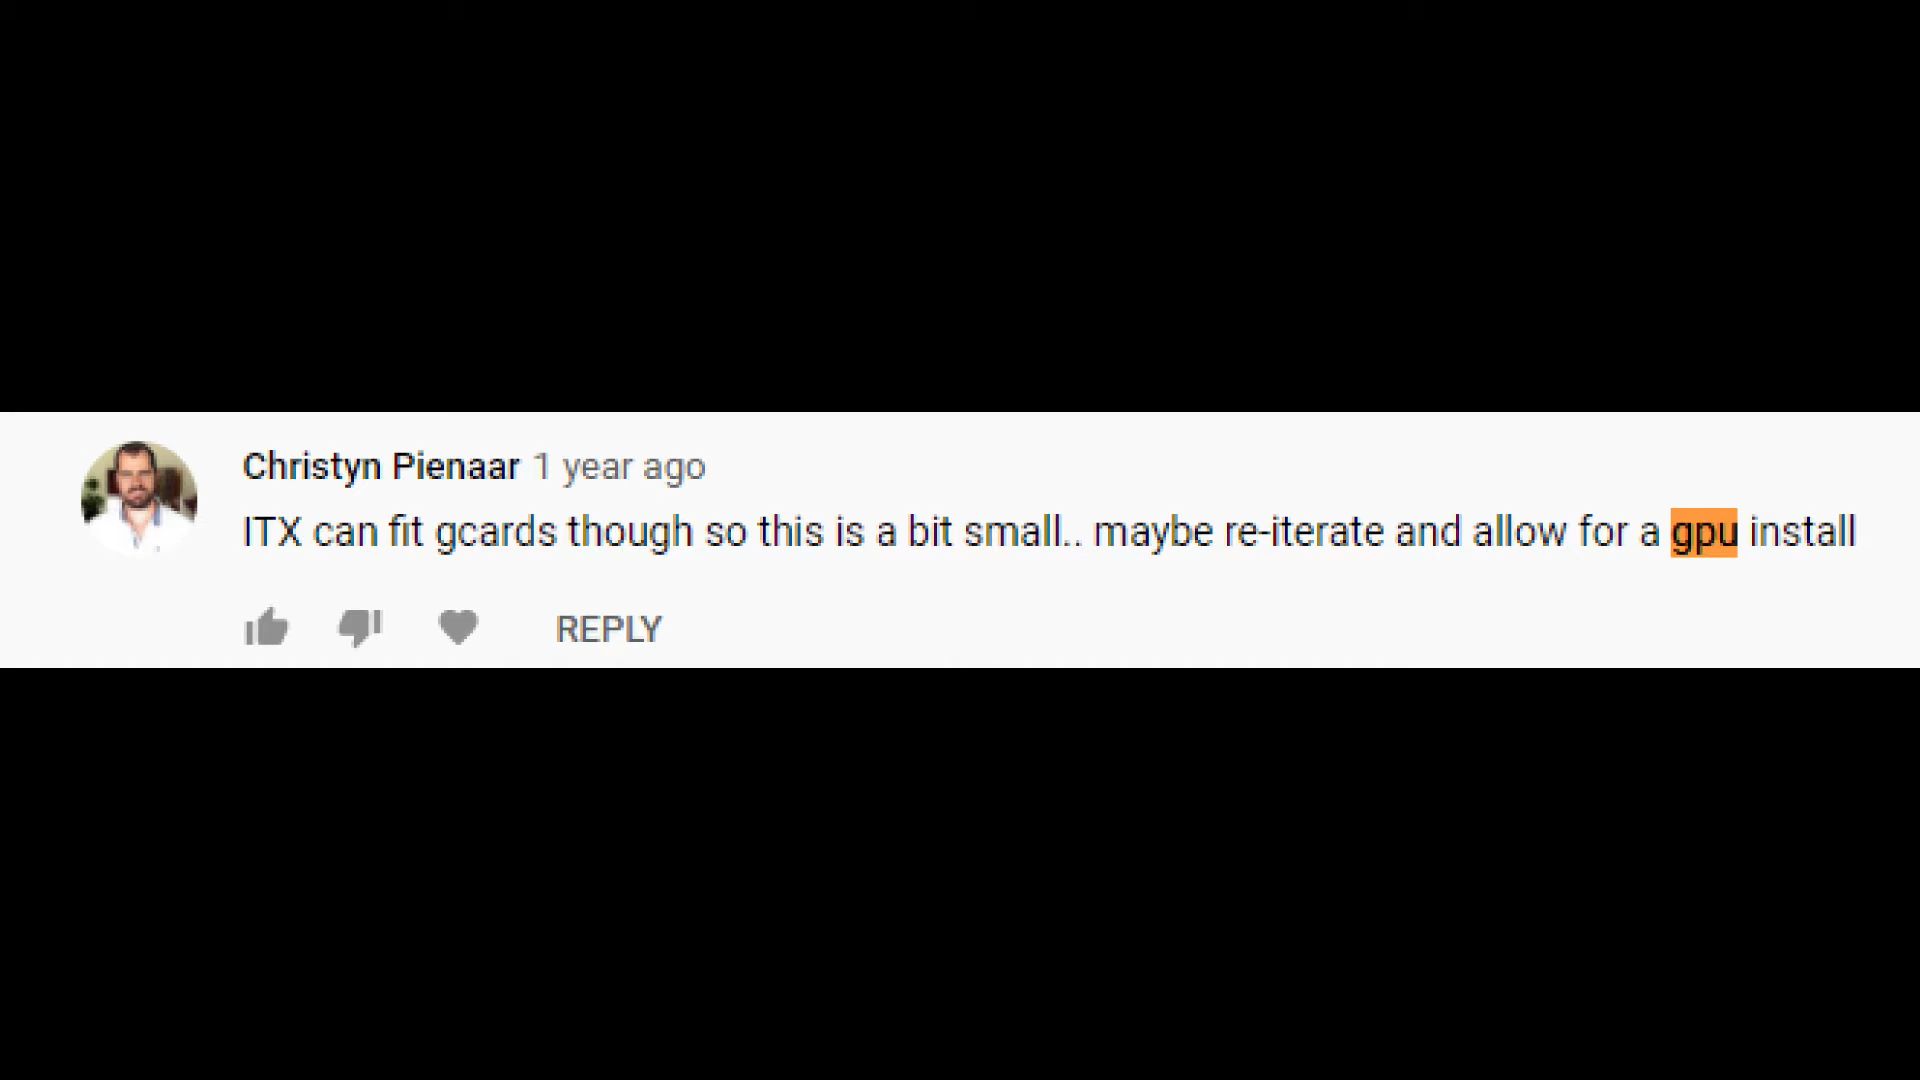 Christyn Pienaar 1 year ago
ITX can fit gcards though so this is a bit small.. maybe re-iterate and allow for a gpu install
REPLY